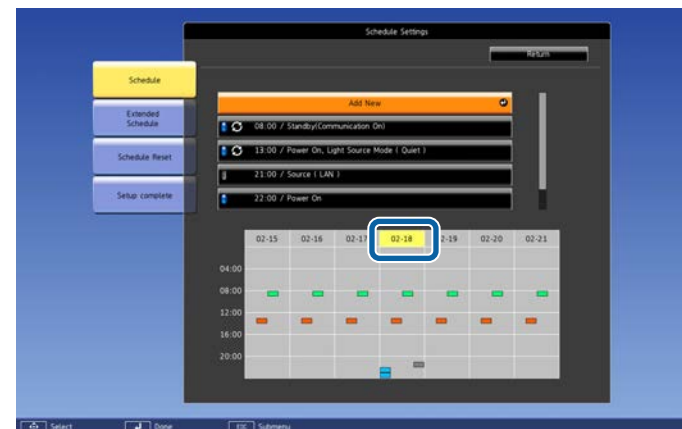 Schedule Settings
Return
Schedule
Extended
Schedule
Schedule Reset
Setup complete
Add New
08:00 / Standby(Communication On)
13:00 / Power On, Light Source Mode ( Quiet )
21:00 / Source ( LAN )
22:00 / Power On
02-15 02-16 02-17 02-18 2-19 02-20 02-21
04:00
08:00
12:00
16:00
20:00
Select Done ESC Submenu